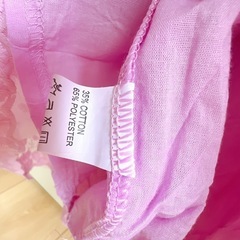 35% COTTON
65% POLYESTER